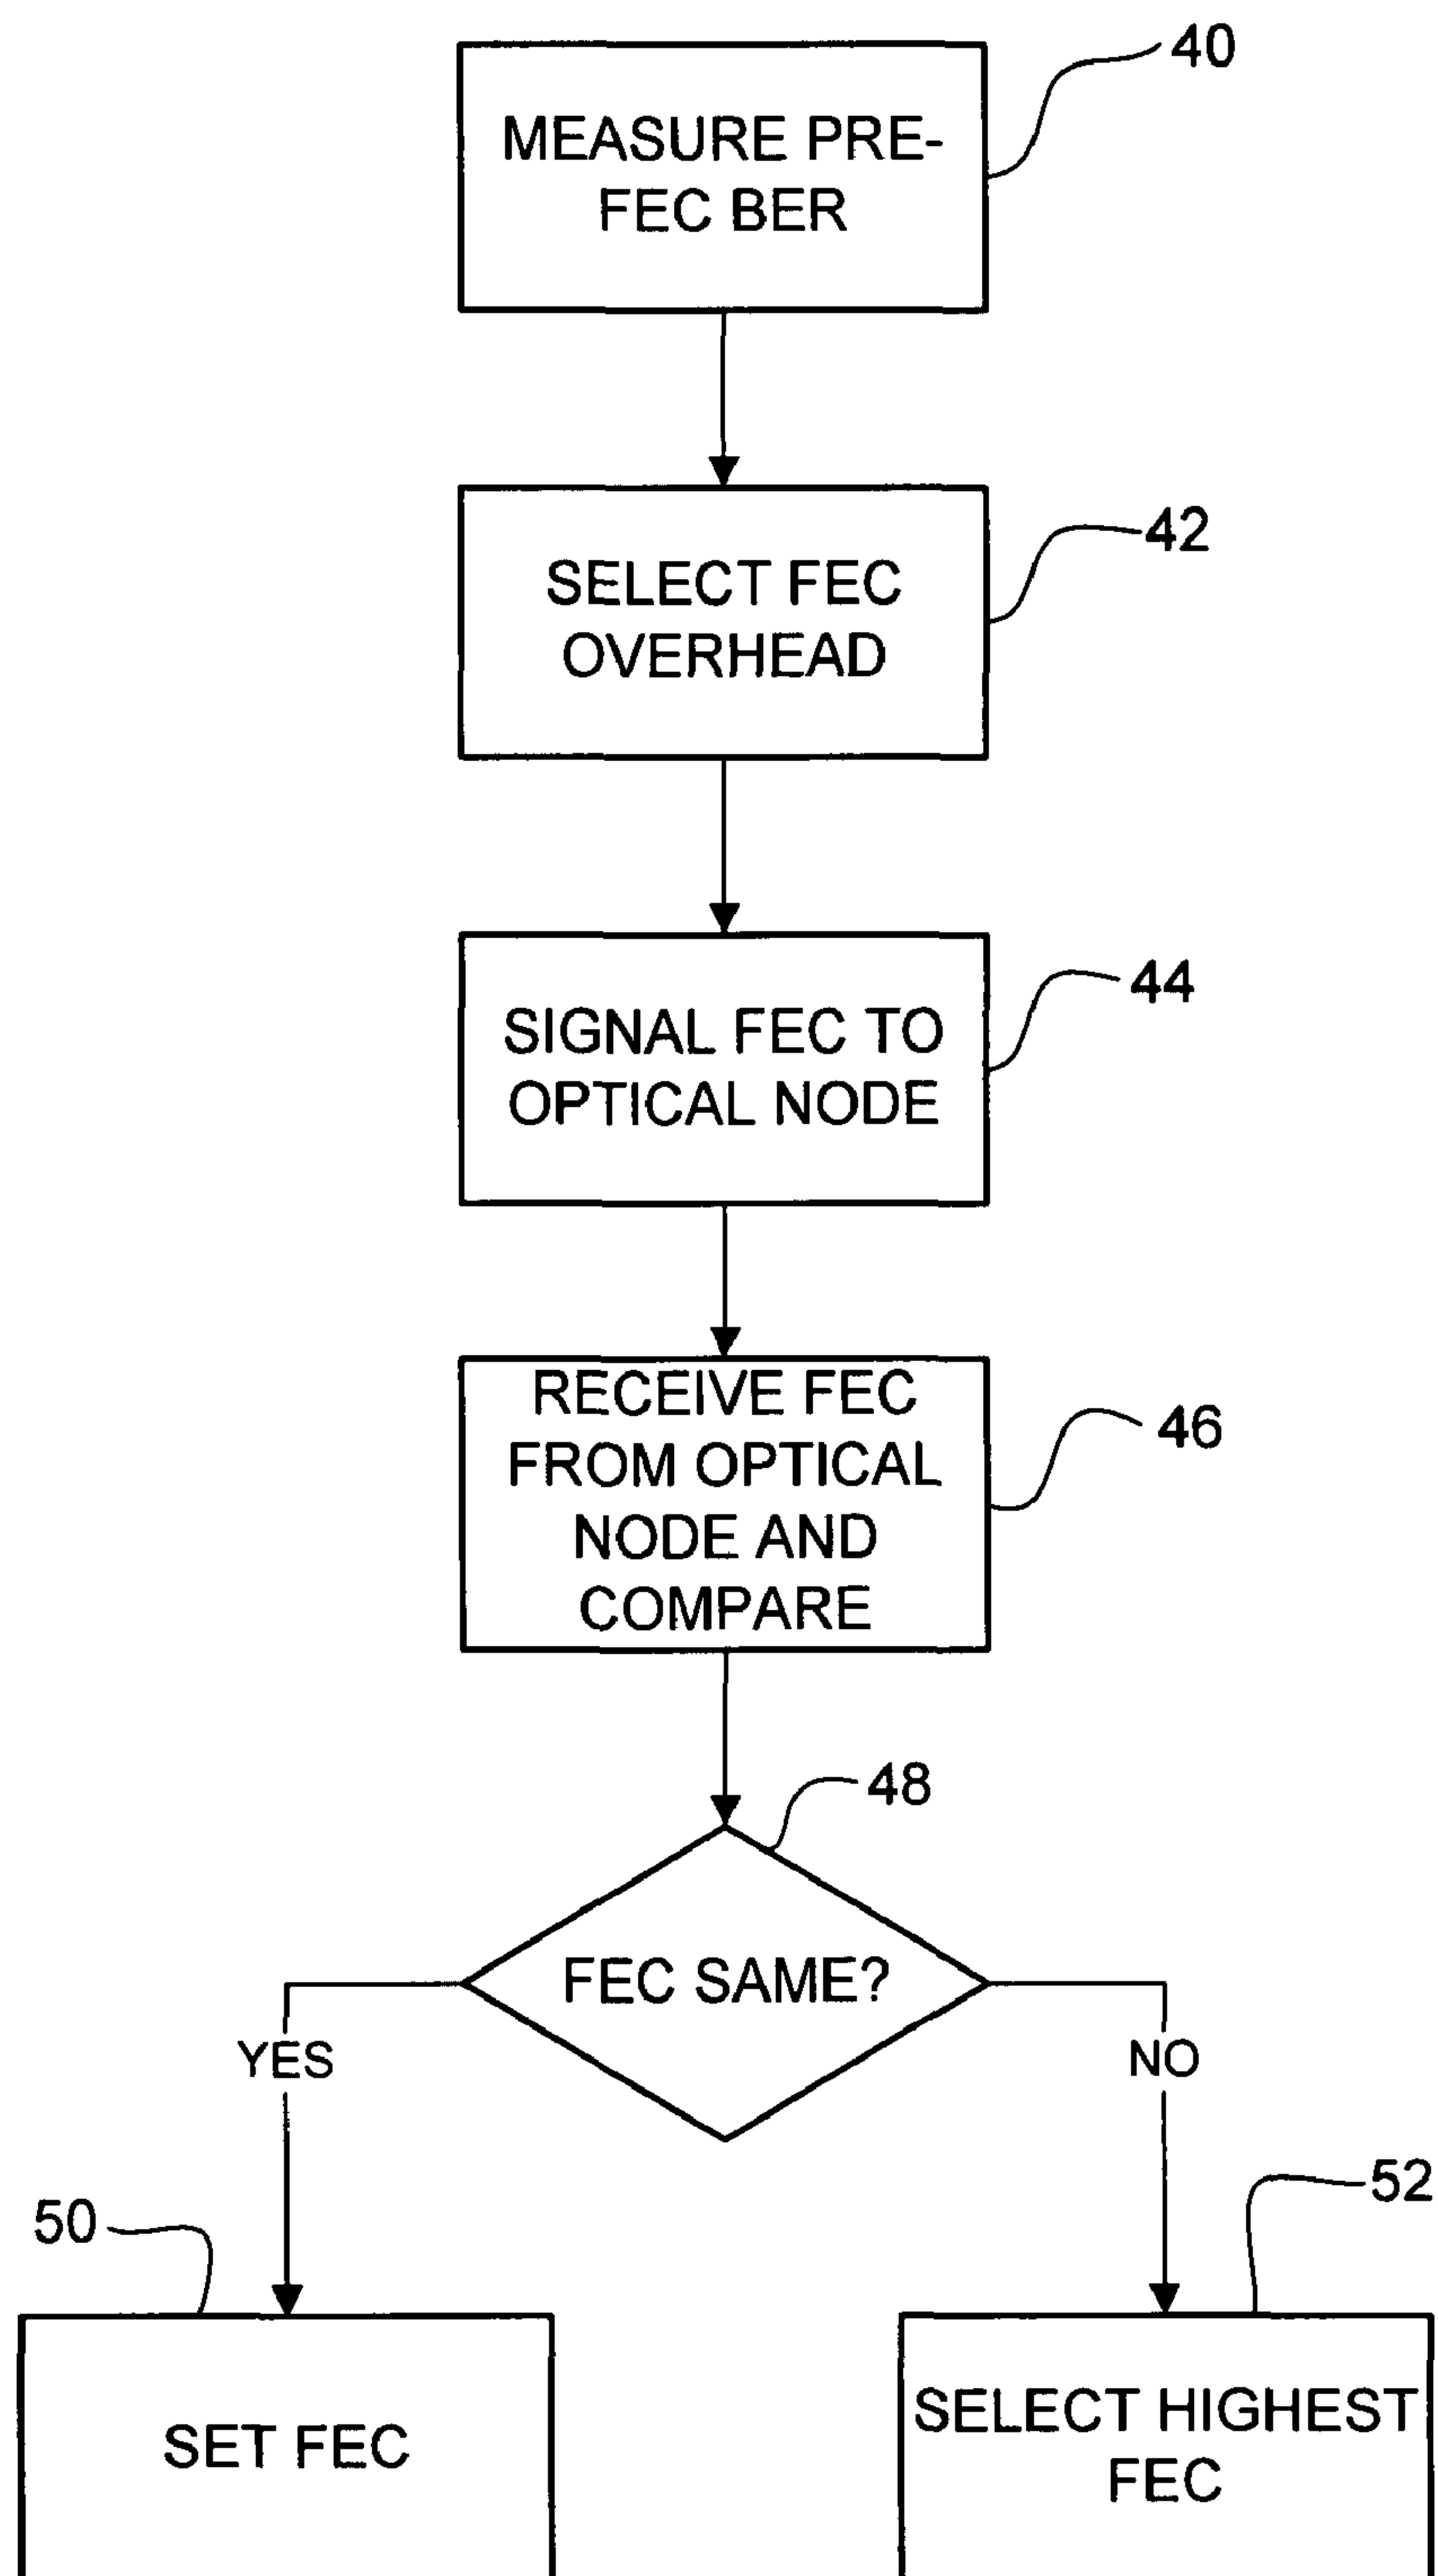 40
MEASURE PRE-
FEC BER
42
SELECT FEC
OVERHEAD
44
SIGNAL FEC TO
OPTICAL NODE
46
RECEIVE FEC
FROM OPTICAL
NODE AND
COMPARE
48
FEC SAME?
YES
NO
50
52
SET FEC
SELECT HIGHEST
FEC